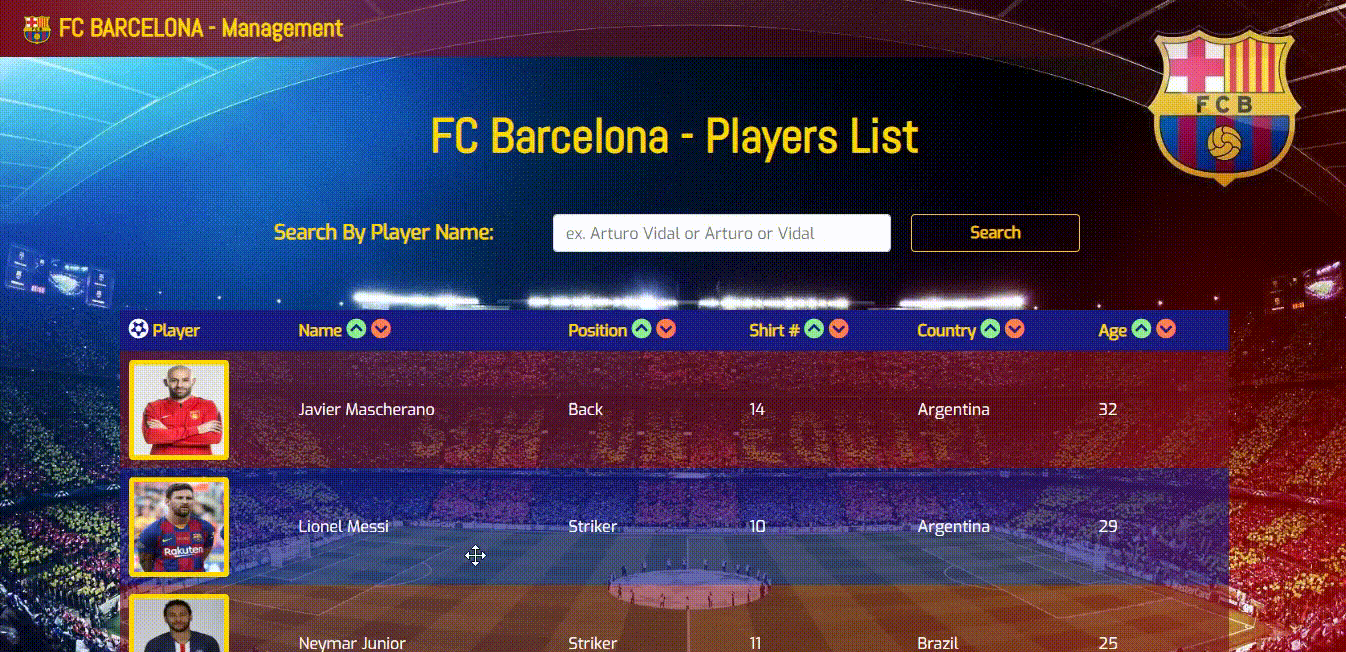 FC BARCELONA - Management
FCB
FC Barcelona - Players List
Search By Player Name: ex. Arturo Vidal or Arturo or Vidal Search
Player Name Position Shirt # Country Age
Javier Mascherano Back 14 Argentina 32
Rakuten
Lionel Messi Striker 10 Argentina 29
Neymar Junior Striker 11 Brazil 25